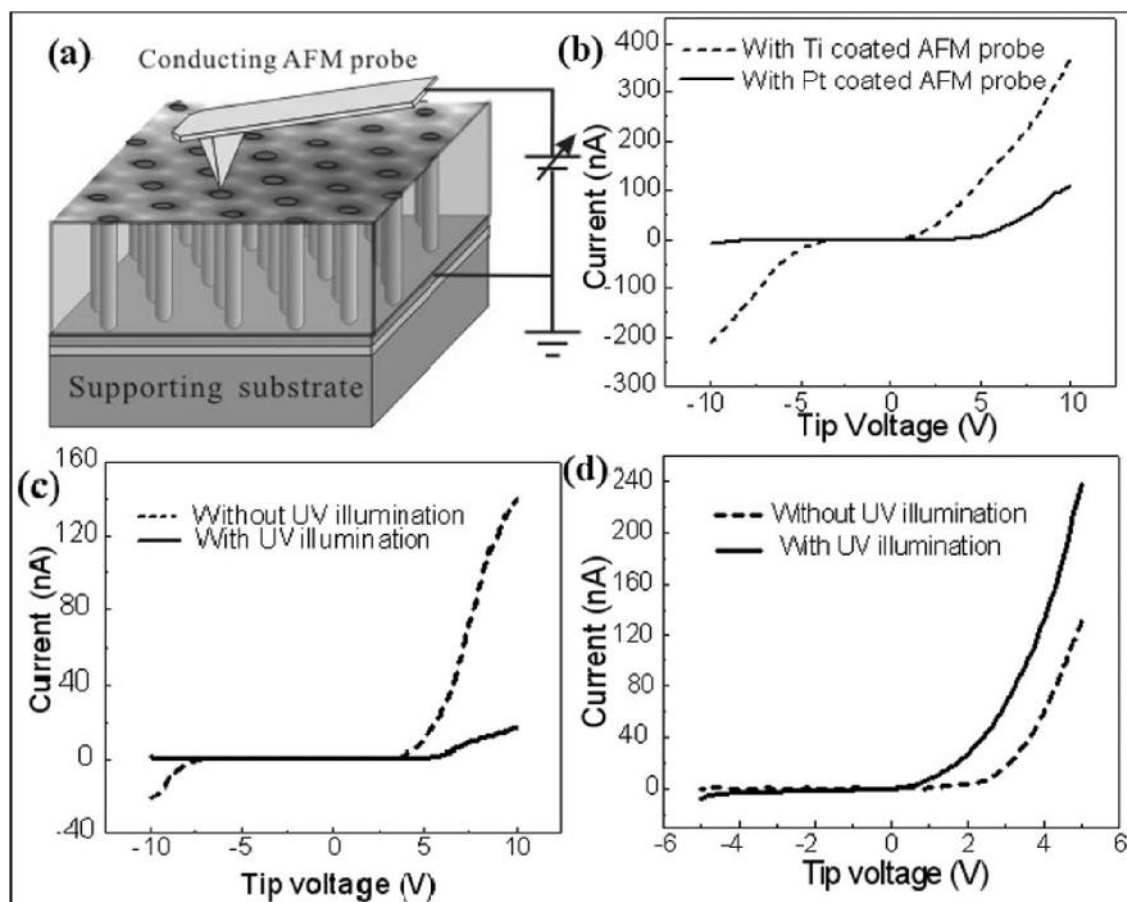 (a)
Conducting AFM probe
Supporting substrate
(b)
With Ti coated AFM probe
With Pt coated AFM probe
400
300
200
100
0
-100
-200
-300
Current (nA)
-10
-5
0
5
10
Tip Voltage (V)
(c)
Without UV illumination
With UV illumination
160
120
80
40
0
-40
Current (nA)
-10
-5
0
5
10
Tip voltage (V)
(d)
Without UV illumination
With UV illumination
240
200
160
120
80
40
0
Current (nA)
-6
-4
-2
0
2
4
6
Tip voltage (V)